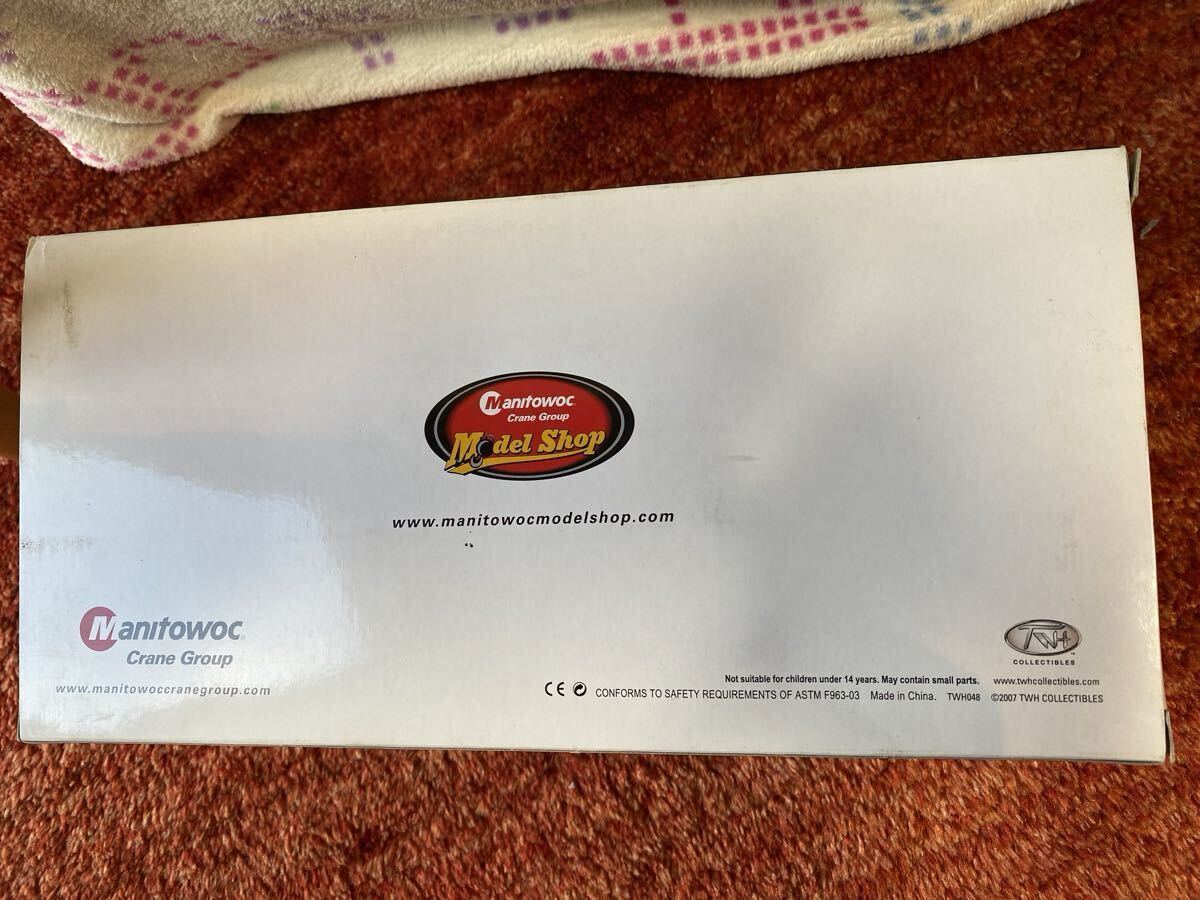 Manitowoc
Crane Group
Model Shop
www.manitowocmodelshop.com
Manitowoc
Crane Group
www.manitowoccranegroup.com
TWH
COLLECTIBLES
Not suitable for children under 14 years. May contain small parts. www.twhcollectibles.com
CE CONFORMS TO SAFETY REQUIREMENTS OF ASTM F963-03 Made in China. TWH048 ©2007 TWH COLLECTIBLES